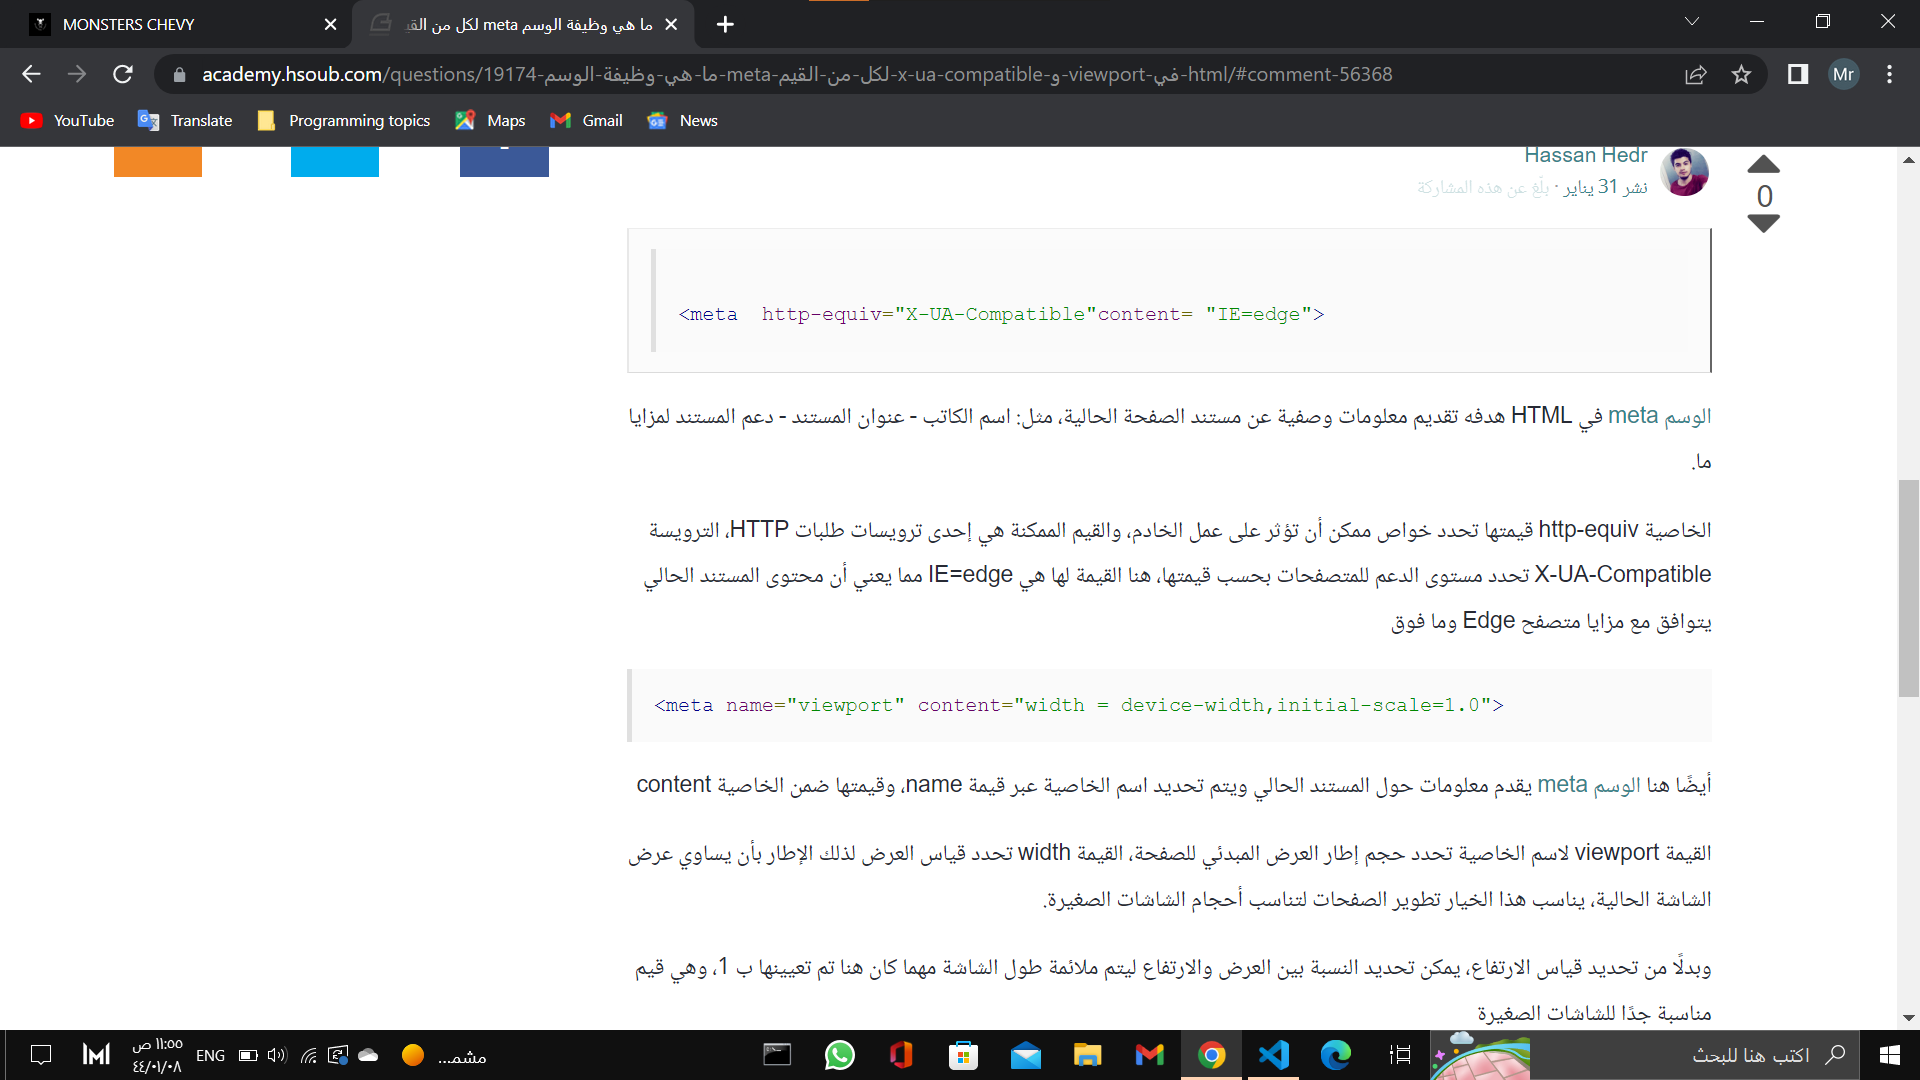 MONSTERS CHEVY
ما هي وظيفة الوسم meta لكل من القي
academy.hsoub.com/questions/19174-ما-هي-وظيفة-الوسم-meta-لكل-من-القيم-x-ua-compatible-و-viewport-في-html/#comment-56368
Mr
YouTube
Translate
Programming topics
Maps
Gmail
News
Hassan Hedr
نشر 31 يناير · بلّغ عن هذه المشاركة
0
<meta  http-equiv="X-UA-Compatible"content= "IE=edge">
الوسم meta في HTML هدفه تقديم معلومات وصفية عن مستند الصفحة الحالية، مثل: اسم الكاتب - عنوان المستند - دعم المستند لمزايا
ما.
الخاصية http-equiv قيمتها تحدد خواص ممكن أن تؤثر على عمل الخادم، والقيم الممكنة هي إحدى ترويسات طلبات HTTP، الترويسة
X-UA-Compatible تحدد مستوى الدعم للمتصفحات بحسب قيمتها، هنا القيمة لها هي IE=edge مما يعني أن محتوى المستند الحالي
يتوافق مع مزايا متصفح Edge وما فوق
<meta name="viewport" content="width = device-width,initial-scale=1.0">
أيضًا هنا الوسم meta يقدم معلومات حول المستند الحالي ويتم تحديد اسم الخاصية عبر قيمة name، وقيمتها ضمن الخاصية content
القيمة viewport لاسم الخاصية تحدد حجم إطار العرض المبدئي للصفحة، القيمة width تحدد قياس العرض لذلك الإطار بأن يساوي عرض
الشاشة الحالية، يناسب هذا الخيار تطوير الصفحات لتناسب أحجام الشاشات الصغيرة.
وبدلًا من تحديد قياس الارتفاع، يمكن تحديد النسبة بين العرض والارتفاع ليتم ملائمة طول الشاشة مهما كان هنا تم تعيينها ب 1، وهي قيم
مناسبة جدًا للشاشات الصغيرة
١١:٥٥ ص
٤٤/٠١/٠٨
ENG
مشمـ...
اكتب هنا للبحث